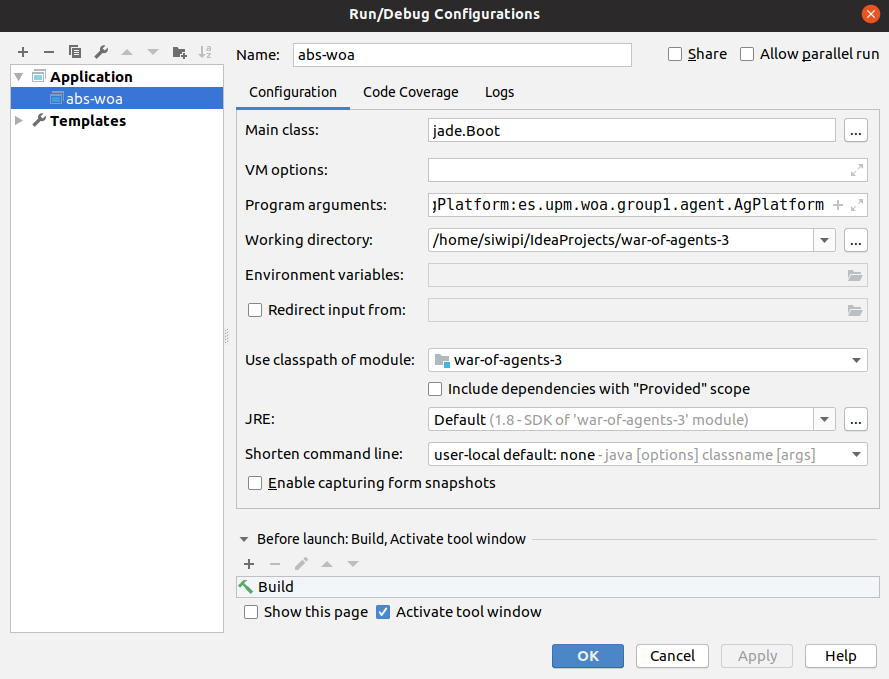 Run/Debug Configurations
Name: abs-woa Share Allow parallel run
Application
abs-woa
Templates
Configuration Code Coverage Logs
Main class: jade.Boot ...
VM options:
Program arguments: gPlatform:es.upm.woa.group1.agent.AgPlatform
Working directory: /home/siwipi/IdeaProjects/war-of-agents-3 ...
Environment variables:
Redirect input from:
Use classpath of module: war-of-agents-3
Include dependencies with "Provided" scope
JRE: Default (1.8 - SDK of 'war-of-agents-3' module) ...
Shorten command line: user-local default: none - java [options] classname [args]
Enable capturing form snapshots
Before launch: Build, Activate tool window
Build
Show this page Activate tool window
OK Cancel Apply Help